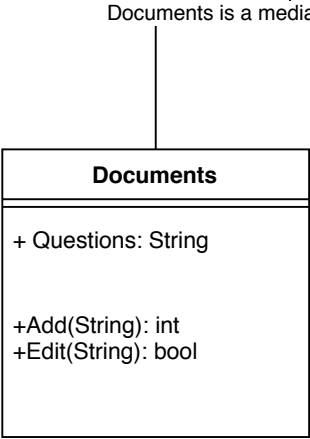 Documents is a media
Documents
+ Questions: String
+Add(String): int
+Edit(String): bool